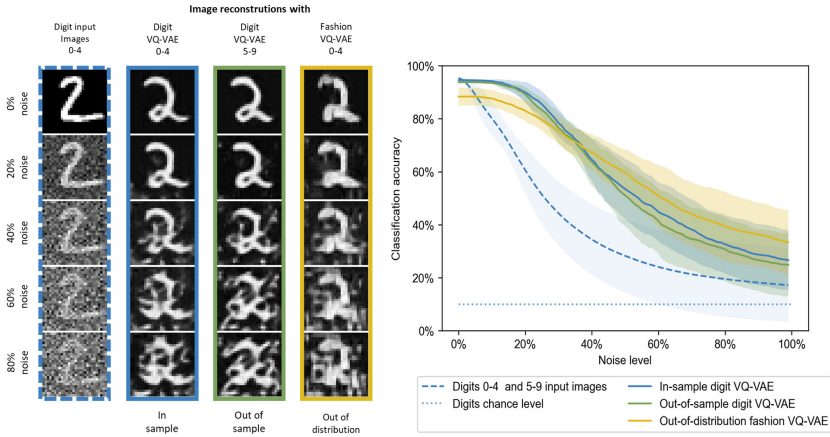 Image reconstrutions with
Digit input
Images
0-4
Digit
VQ-VAE
0-4
Digit
VQ-VAE
5-9
Fashion
VQ-VAE
0-4
0%
noise
20%
noise
40%
noise
60%
noise
80%
noise
In
sample
Out of
sample
Out of
distribution
100%
80%
60%
40%
20%
0%
Classification accuracy
0%
20%
40%
60%
80%
100%
Noise level
Digits 0-4 and 5-9 input images
Digits chance level
In-sample digit VQ-VAE
Out-of-sample digit VQ-VAE
Out-of-distribution fashion VQ-VAE